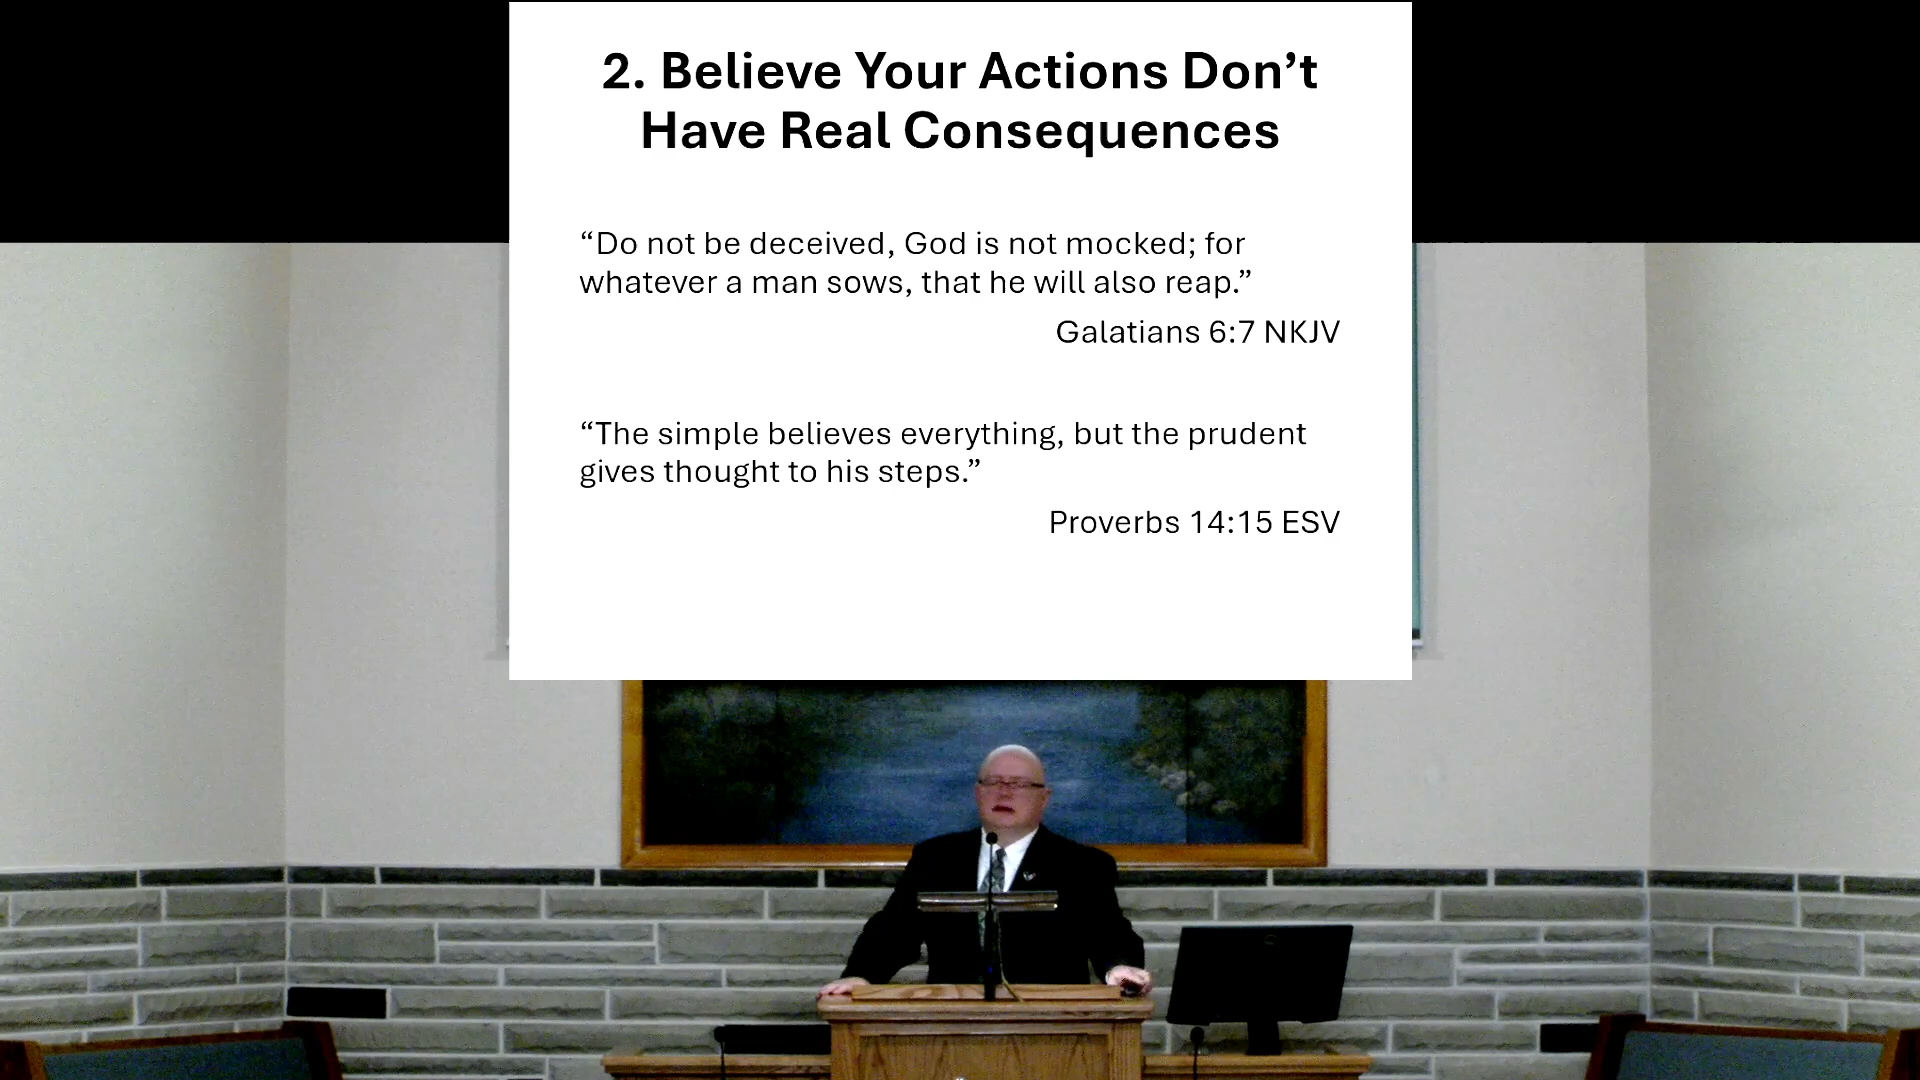 2. Believe Your Actions Don’t
Have Real Consequences
“Do not be deceived, God is not mocked; for
whatever a man sows, that he will also reap.”
Galatians 6:7 NKJV
“The simple believes everything, but the prudent
gives thought to his steps.”
Proverbs 14:15 ESV